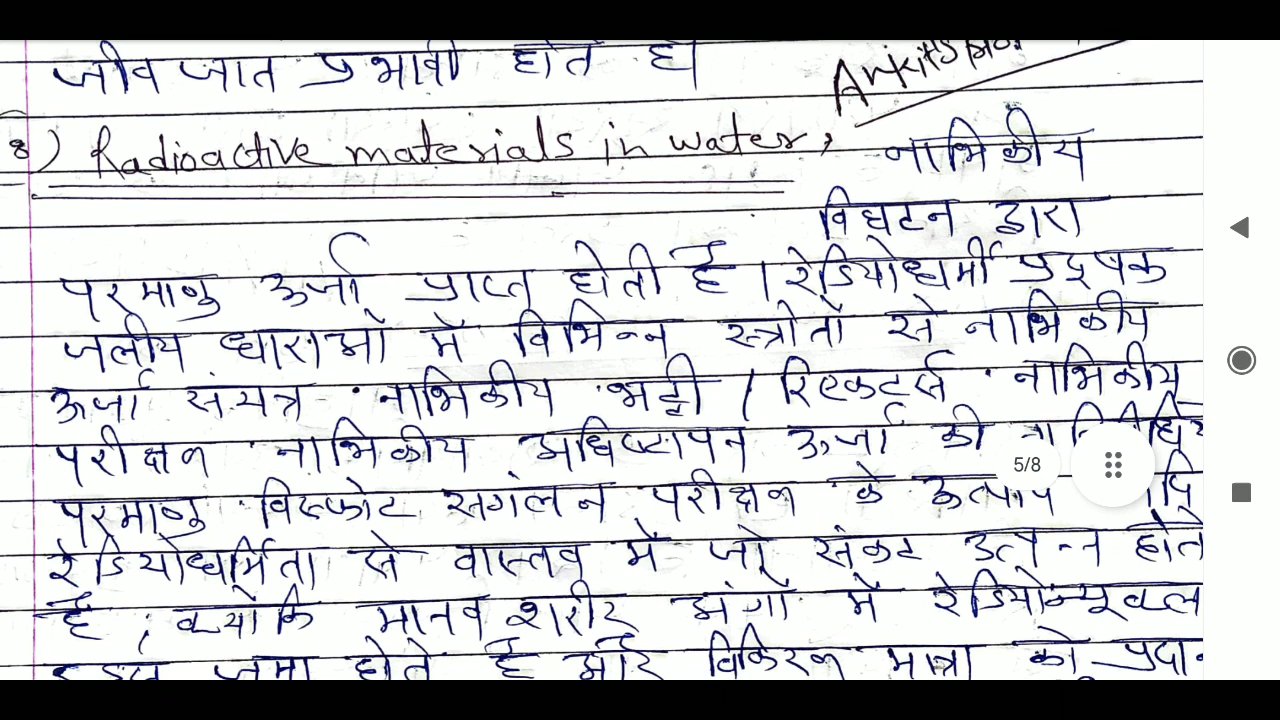 जीव जात प्रभावी होते है।
8) Radioactive materials in water, नाभिकीय
विघटन द्वारा
परमाणु ऊर्जा प्राप्त होती है । रेडियोधर्मी प्रदूषक
जलीय धाराओं में विभिन्न स्त्रोतों से नाभिकीय
ऊर्जा संयत्र नाभिकीय भट्टी / रिएक्टर्स नाभिकीय
परीक्षण नाभिकीय अधिष्ठापन ऊर्जा की
परमाणु विस्फोट सगंलन परीक्षण के
रेडियोधर्मिता से वास्तव में जो संकट उत्पन्न होत
है , क्योंकि मानव शरीर अंगों में रेडियोन्यूक्ल
जमा होते है और विकिरण मात्रा को प्रदान
5/8